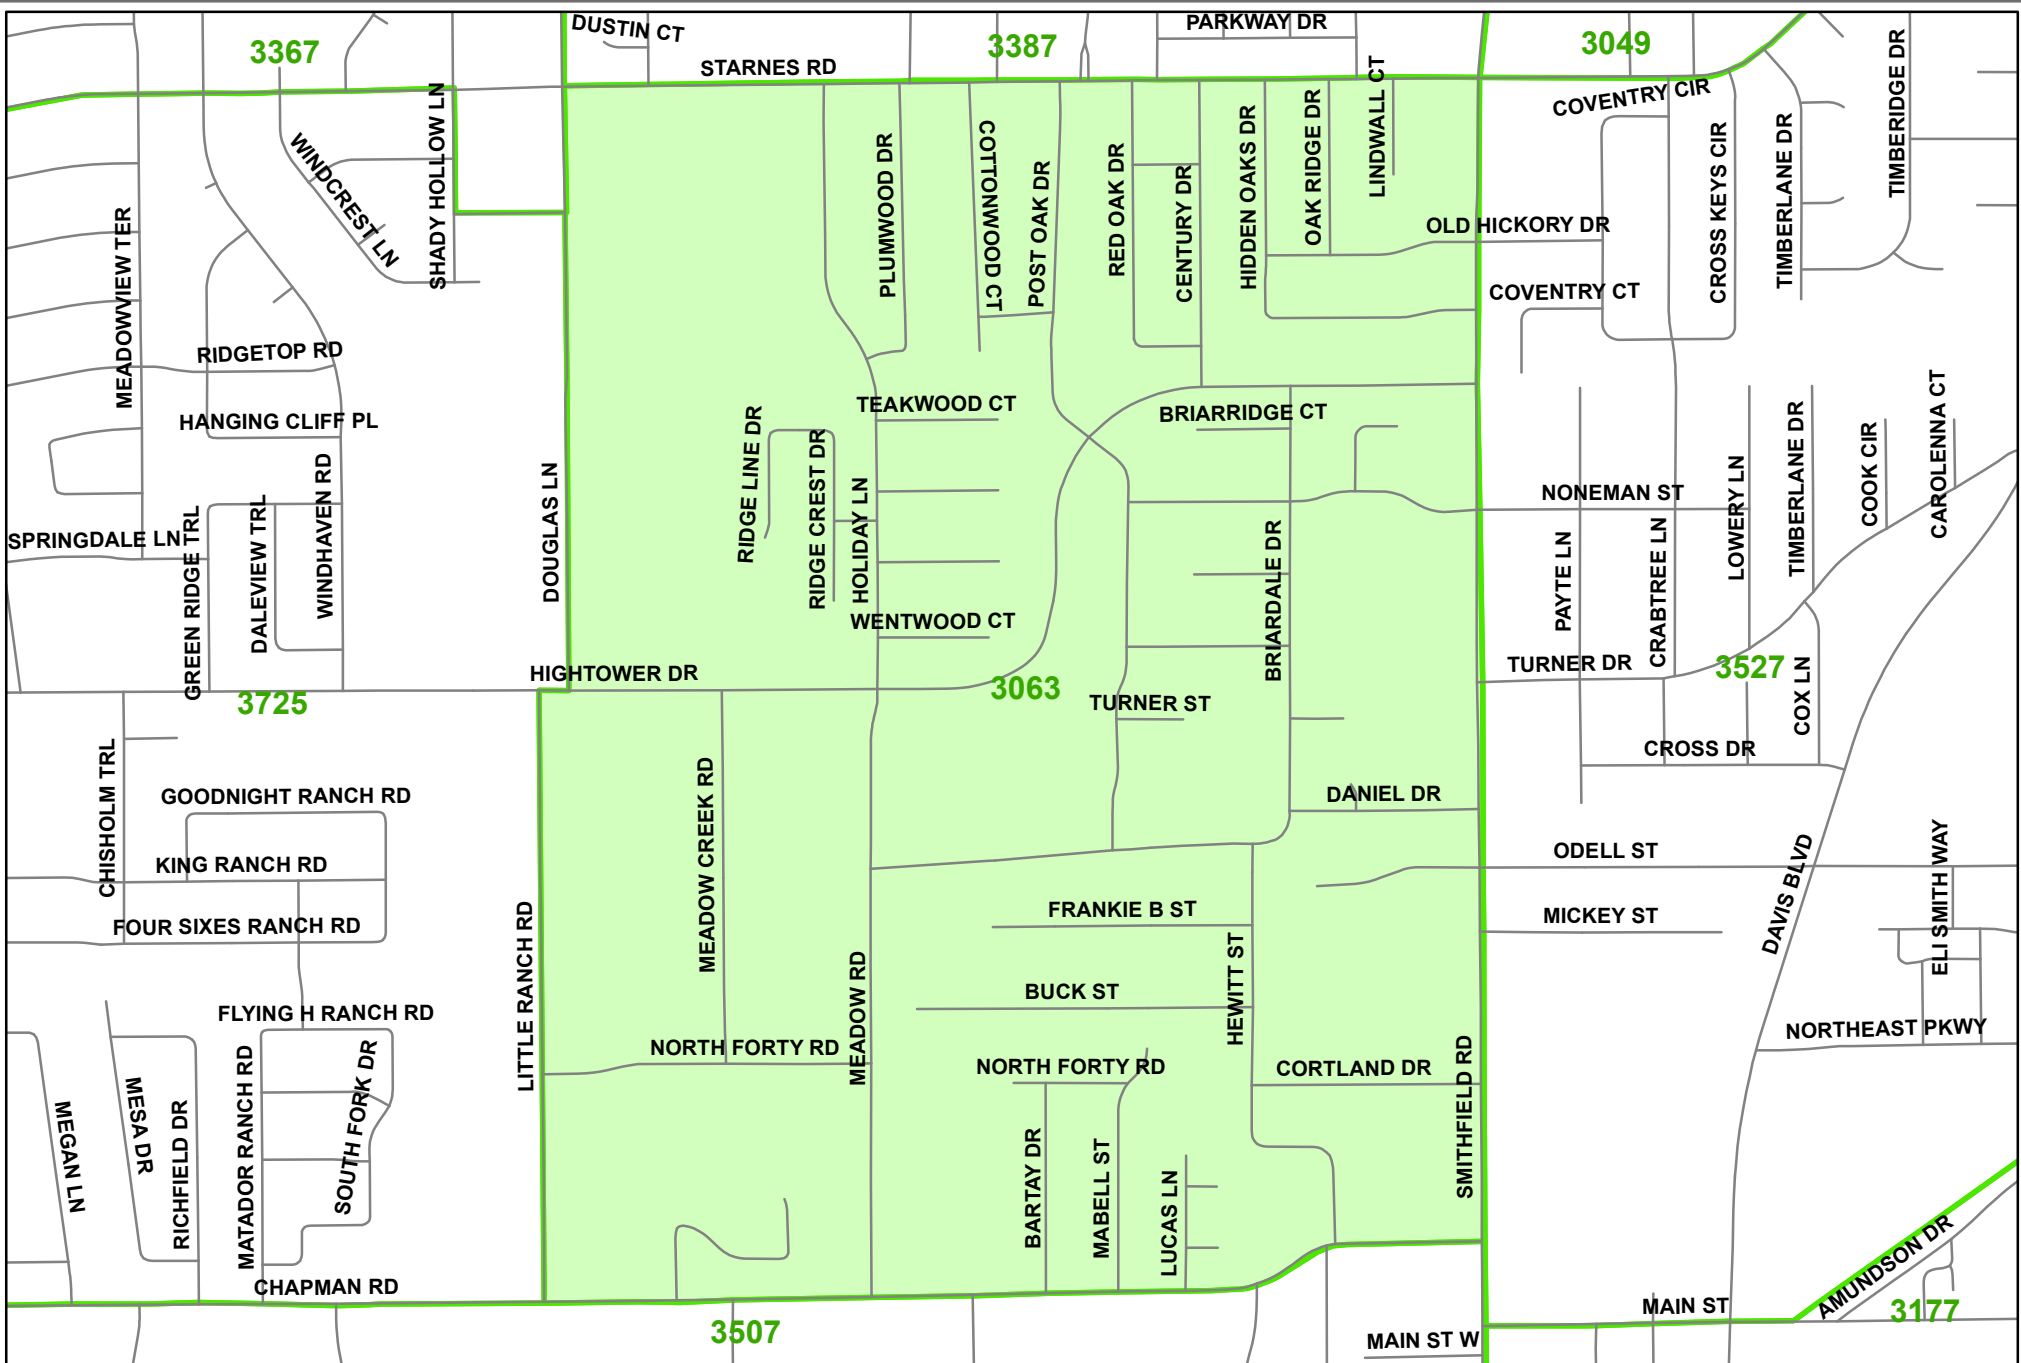 DUSTIN CT
PARKWAY DR
3367
3387
3049
STARNES RD
COVENTRY CIR
TIMBERIDGE DR
LINDWALL CT
SHADY HOLLOW LN
WINDCREST LN
PLUMWOOD DR
COTTONWOOD CT
POST OAK DR
RED OAK DR
CENTURY DR
HIDDEN OAKS DR
OAK RIDGE DR
CROSS KEYS CIR
TIMBERLANE DR
OLD HICKORY DR
COVENTRY CT
MEADOWVIEW TER
RIDGETOP RD
HANGING CLIFF PL
TEAKWOOD CT
BRIARRIDGE CT
RIDGE LINE DR
RIDGE CREST DR
HOLIDAY LN
DOUGLAS LN
WINDHAVEN RD
DALEVIEW TRL
GREEN RIDGE TRL
SPRINGDALE LN
NONEMAN ST
LOWERY LN
TIMBERLANE DR
COOK CIR
CAROLENNA CT
PAYTE LN
CRABTREE LN
BRIARDALE DR
WENTWOOD CT
HIGHTOWER DR
3725
3063
TURNER ST
TURNER DR
3527
COX LN
CROSS DR
CHISHOLM TRL
GOODNIGHT RANCH RD
KING RANCH RD
FOUR SIXES RANCH RD
MEADOW CREEK RD
DANIEL DR
ODELL ST
FRANKIE B ST
MICKEY ST
DAVIS BLVD
ELI SMITH WAY
LITTLE RANCH RD
MEADOW RD
BUCK ST
HEWITT ST
FLYING H RANCH RD
NORTH FORTY RD
NORTH FORTY RD
CORTLAND DR
SMITHFIELD RD
NORTHEAST PKWY
MEGAN LN
MESA DR
RICHFIELD DR
MATADOR RANCH RD
SOUTH FORK DR
BARTAY DR
MABELL ST
LUCAS LN
CHAPMAN RD
3507
MAIN ST
MAIN ST W
AMUNDSON DR
3177